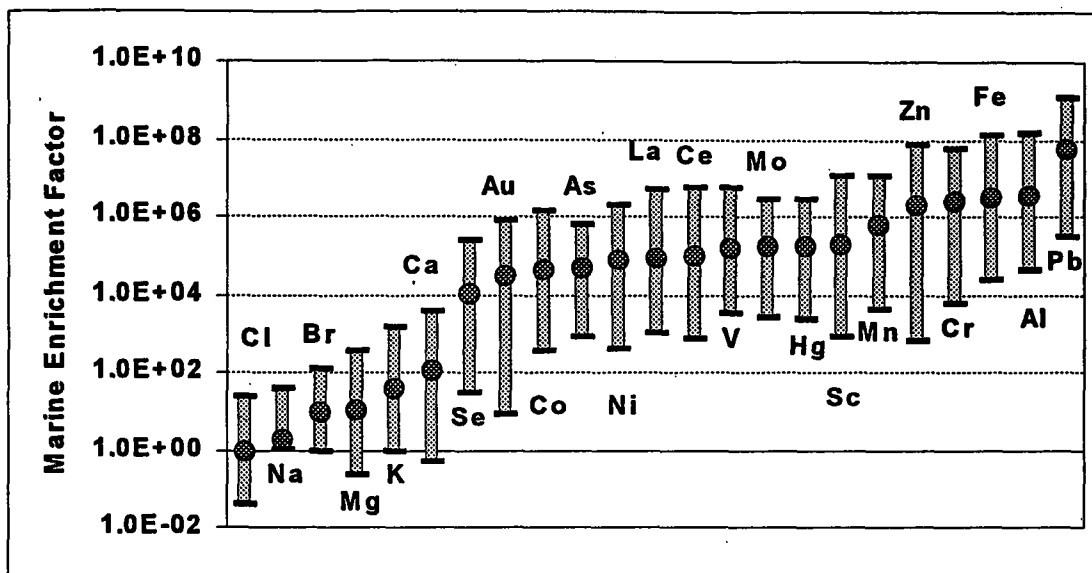 Marine Enrichment Factor
1.0E+10
1.0E+08
1.0E+06
1.0E+04
1.0E+02
1.0E+00
1.0E-02
Cl
Na
Br
Mg
K
Ca
Se
Au
Co
As
Ni
La
Ce
V
Mo
Hg
Sc
Mn
Zn
Cr
Fe
Al
Pb